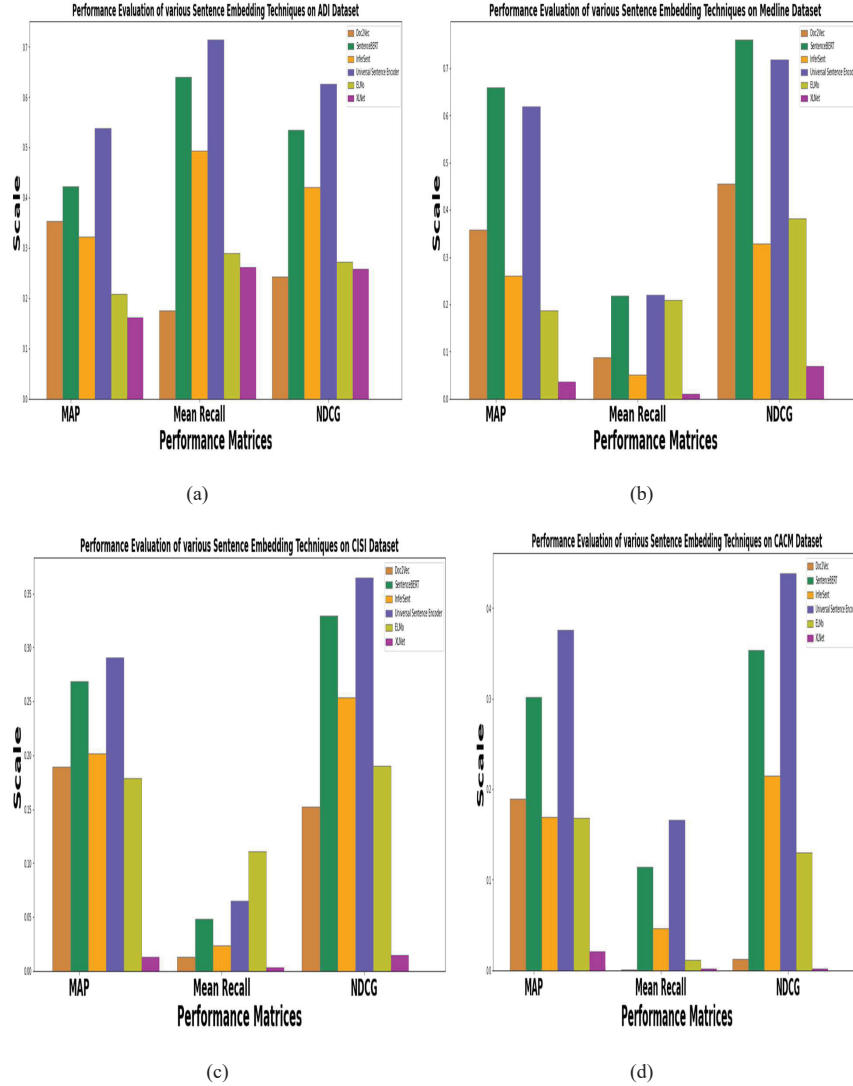 Performance Evaluation of various Sentence Embedding Techniques on ADI Dataset
Doc2Vec
SentenceBERT
InferSent
Universal Sentence Encoder
ELMo
XLNet
0.7
0.6
0.5
0.4
0.3
0.2
0.1
0.0
Scale
MAP
Mean Recall
NDCG
Performance Matrices
(a)
Performance Evaluation of various Sentence Embedding Techniques on Medline Dataset
Doc2Vec
SentenceBERT
InferSent
Universal Sentence Encoder
ELMo
XLNet
0.7
0.6
0.5
0.4
0.3
0.2
0.1
0.0
Scale
MAP
Mean Recall
NDCG
Performance Matrices
(b)
Performance Evaluation of various Sentence Embedding Techniques on CISI Dataset
Doc2Vec
SentenceBERT
InferSent
Universal Sentence Encoder
ELMo
XLNet
0.35
0.30
0.25
0.20
0.15
0.10
0.05
0.00
Scale
MAP
Mean Recall
NDCG
Performance Matrices
(c)
Performance Evaluation of various Sentence Embedding Techniques on CACM Dataset
Doc2Vec
SentenceBERT
InferSent
Universal Sentence Encoder
ELMo
XLNet
0.4
0.3
0.2
0.1
0.0
Scale
MAP
Mean Recall
NDCG
Performance Matrices
(d)